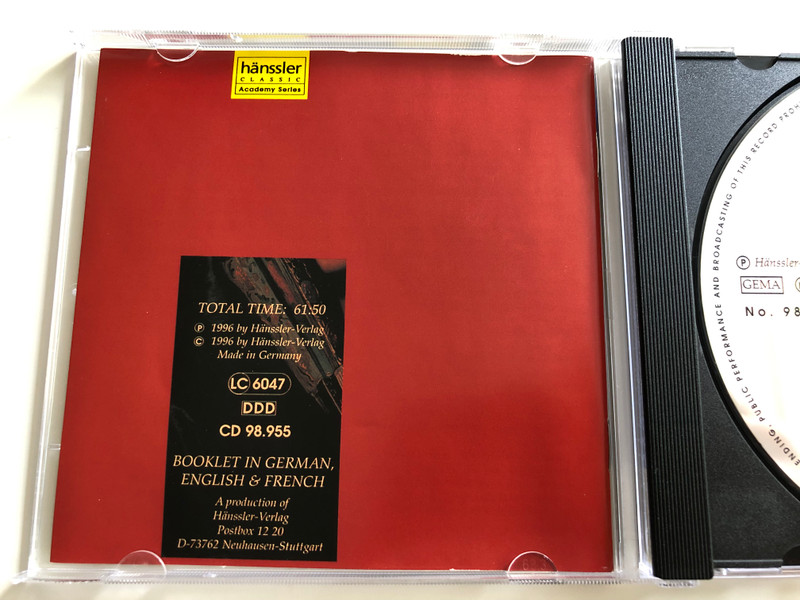 hänssler
CLASSIC
Academy Series
TOTAL TIME: 61:50
Ⓟ 1996 by Hänssler-Verlag
© 1996 by Hänssler-Verlag
Made in Germany
LC 6047
DDD
CD 98.955
BOOKLET IN GERMAN,
ENGLISH & FRENCH
A production of
Hänssler-Verlag
Postbox 12 20
D-73762 Neuhausen-Stuttgart
ENDING, PUBLIC PERFORMANCE AND BROADCASTING OF THIS RECORD PROH
Ⓟ Hänssler-
GEMA
No. 98